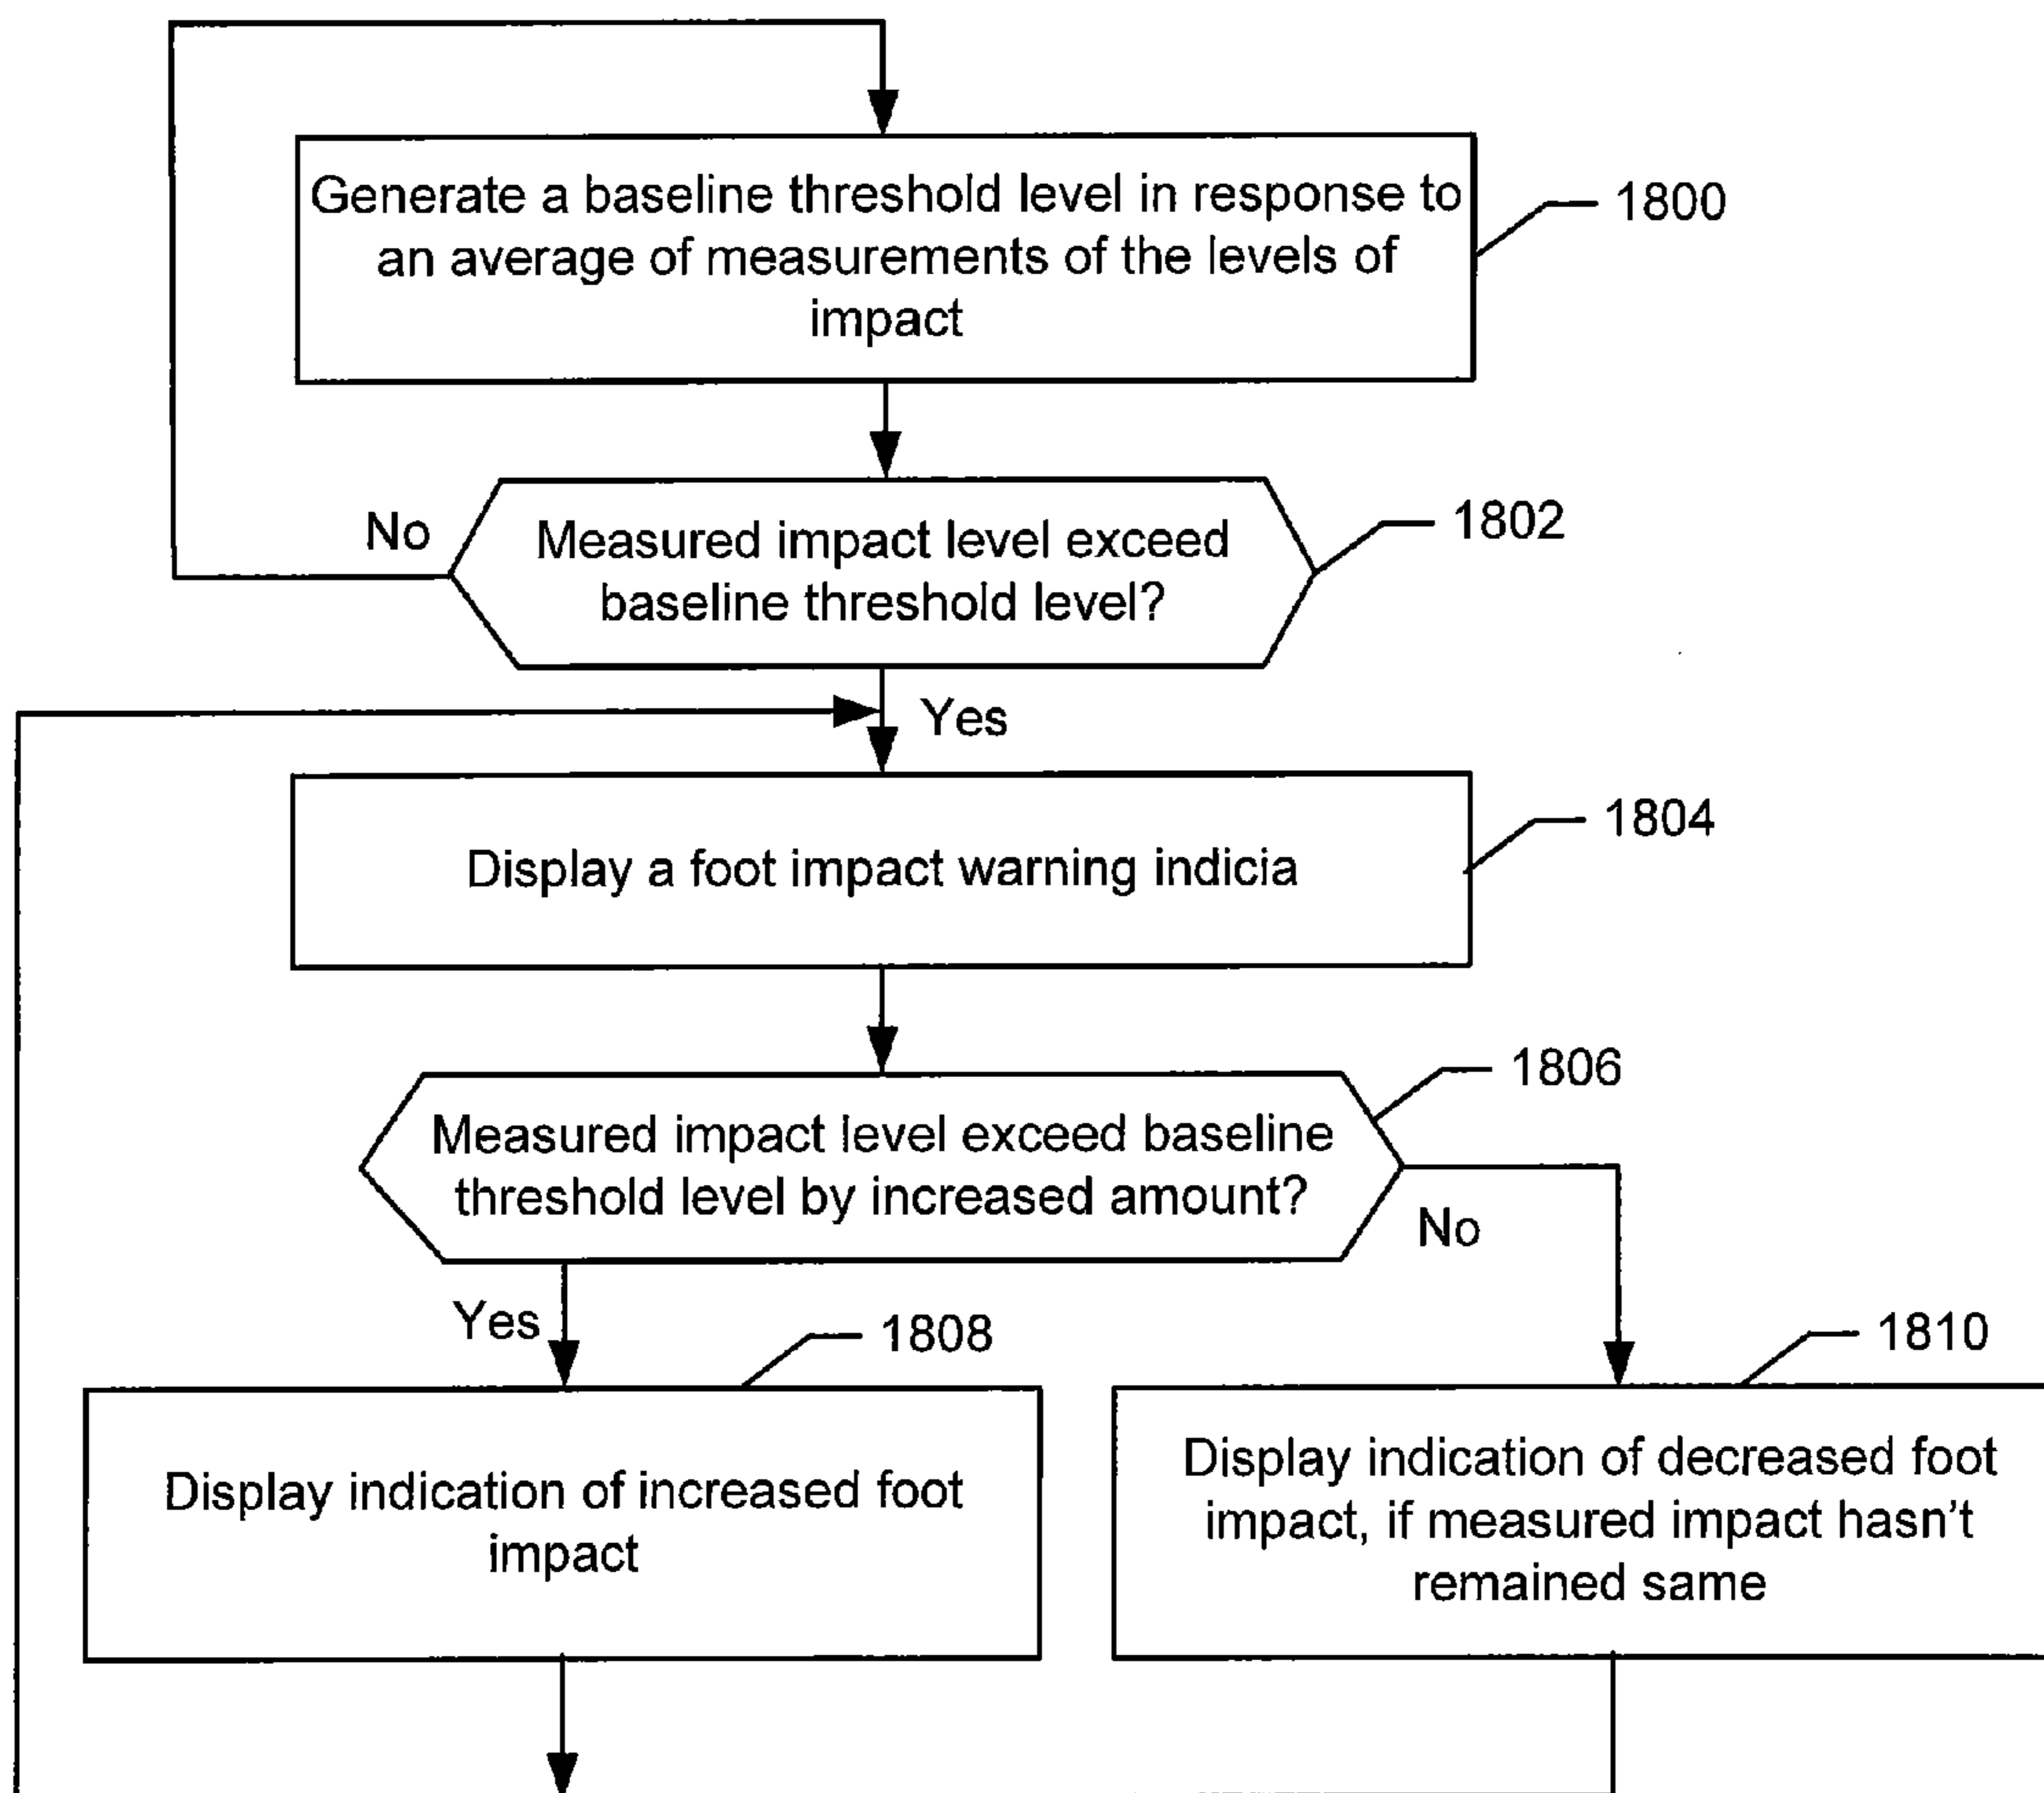 Generate a baseline threshold level in response to
an average of measurements of the levels of
impact
1800
No
Measured impact level exceed
baseline threshold level?
1802
Yes
Display a foot impact warning indicia
1804
Measured impact level exceed baseline
threshold level by increased amount?
1806
No
Yes
1808
1810
Display indication of increased foot
impact
Display indication of decreased foot
impact, if measured impact hasn't
remained same